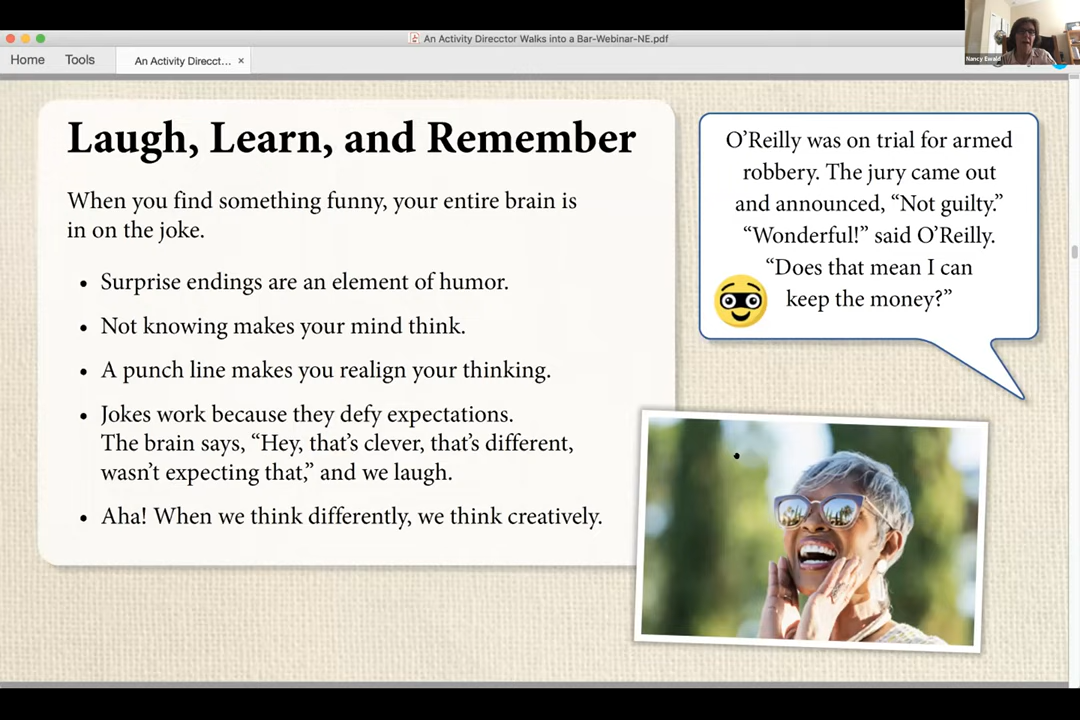 An Activity Direcctor Walks into a Bar-Webinar-NE.pdf
Home
Tools
An Activity Direcct... ×
Nancy Ewald
Laugh, Learn, and Remember
When you find something funny, your entire brain is
in on the joke.
• Surprise endings are an element of humor.
• Not knowing makes your mind think.
• A punch line makes you realign your thinking.
• Jokes work because they defy expectations.
The brain says, “Hey, that’s clever, that’s different,
wasn’t expecting that,” and we laugh.
• Aha! When we think differently, we think creatively.
O’Reilly was on trial for armed
robbery. The jury came out
and announced, “Not guilty.”
“Wonderful!” said O’Reilly.
“Does that mean I can
keep the money?”